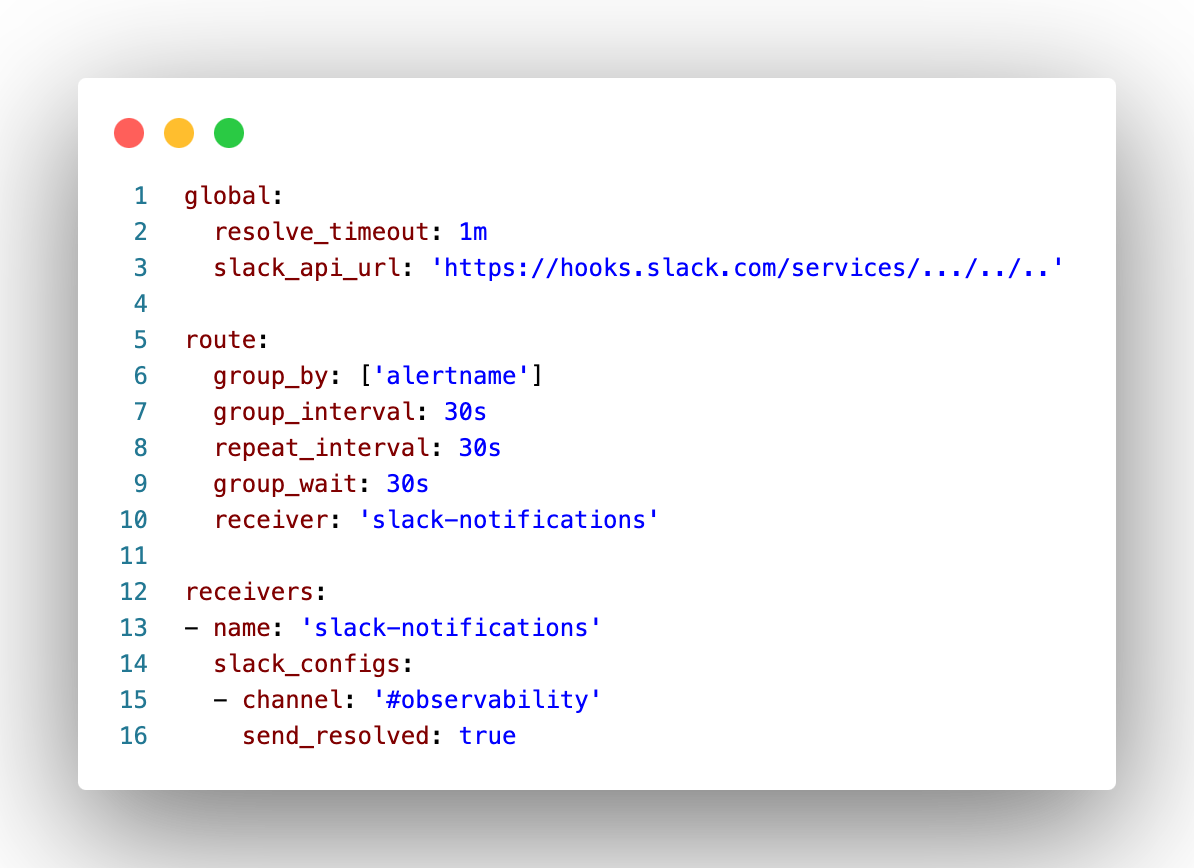 1 global:
2   resolve_timeout: 1m
3   slack_api_url: 'https://hooks.slack.com/services/.../../..'
4
5 route:
6   group_by: ['alertname']
7   group_interval: 30s
8   repeat_interval: 30s
9   group_wait: 30s
10   receiver: 'slack-notifications'
11
12 receivers:
13 - name: 'slack-notifications'
14   slack_configs:
15   - channel: '#observability'
16     send_resolved: true